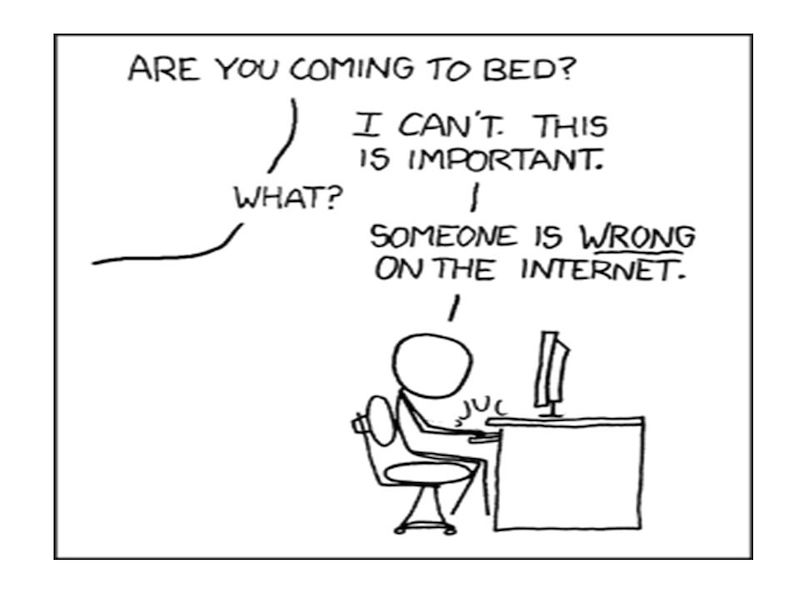 ARE YOU COMING TO BED?
I CAN'T. THIS
IS IMPORTANT.
WHAT?
SOMEONE IS WRONG
ON THE INTERNET.